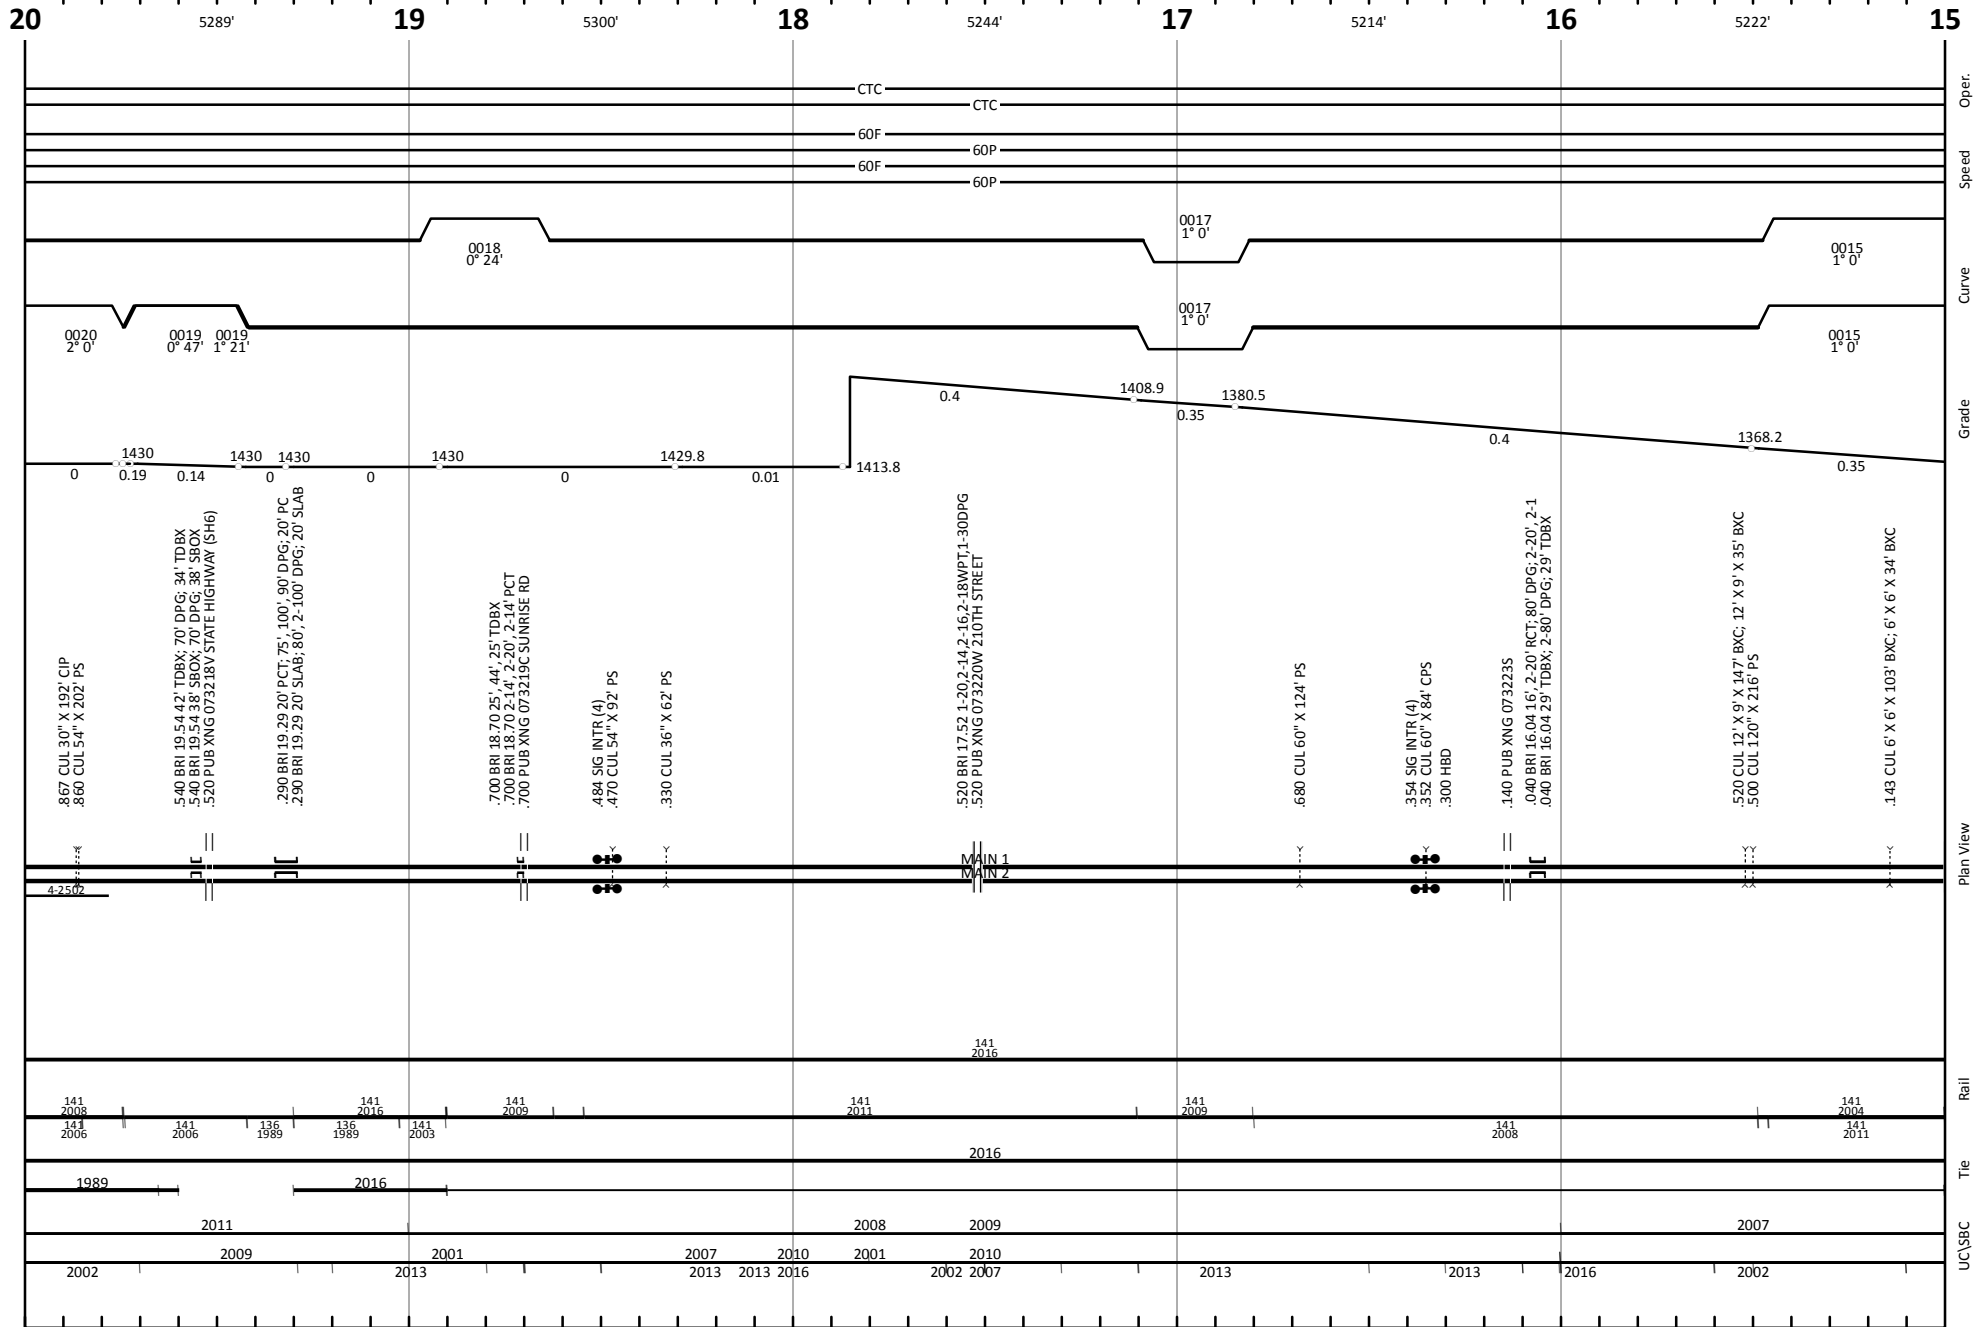 20
5289'
19
5300'
18
5244'
17
5214'
16
5222'
15
CTC
CTC
Oper.
60F
60P
60F
60P
Speed
0018
0° 24'
0017
1° 0'
0015
1° 0'
0020
2° 0'
0019
0° 47'
0019
1° 21'
0017
1° 0'
0015
1° 0'
Curve
1430
1430
1430
1430
1429.8
1413.8
1408.9
1380.5
1368.2
0
0.19
0.14
0
0
0
0.01
0.4
0.35
0.4
0.35
Grade
.867 CUL 30" X 192' CIP
.860 CUL 54" X 202' PS
.540 BRI 19.54 42' TDBX; 70' DPG; 34' TDBX
.540 BRI 19.54 38' SBOX; 70' DPG; 38' SBOX
.520 PUB XNG 073218V STATE HIGHWAY (SH6)
.290 BRI 19.29 20' PCT; 75', 100', 90' DPG; 20' PC
.290 BRI 19.29 20' SLAB; 80', 2-100' DPG; 20' SLAB
.700 BRI 18.70 25', 44', 25' TDBX
.700 BRI 18.70 2-14', 2-20', 2-14' PCT
.700 PUB XNG 073219C SUNRISE RD
.484 SIG INTR (4)
.470 CUL 54" X 92' PS
.330 CUL 36" X 62' PS
.520 BRI 17.52 1-20,2-14,2-16,2-18WPT,1-30DPG
.520 PUB XNG 073220W 210TH STREET
.680 CUL 60" X 124' PS
.354 SIG INTR (4)
.352 CUL 60" X 84' CPS
.300 HBD
.140 PUB XNG 073223S
.040 BRI 16.04 16', 2-20' RCT; 80' DPG; 2-20', 2-1
.040 BRI 16.04 29' TDBX; 2-80' DPG; 29' TDBX
.520 CUL 12' X 9' X 147' BXC; 12' X 9' X 35' BXC
.500 CUL 120" X 216' PS
.143 CUL 6' X 6' X 103' BXC; 6' X 6' X 34' BXC
MAIN 1
MAIN 2
4-2502
Plan View
141
2016
141
2008
141
2016
141
2009
141
2011
141
2009
141
2004
141
2006
141
2006
136
1989
136
1989
141
2003
141
2008
141
2011
Rail
2016
1989
2016
Tie
2011
2008
2009
2007
2009
2001
2007
2010
2001
2010
2002
2013
2013
2013
2016
2002
2007
2013
2013
2016
2002
UC\SBC